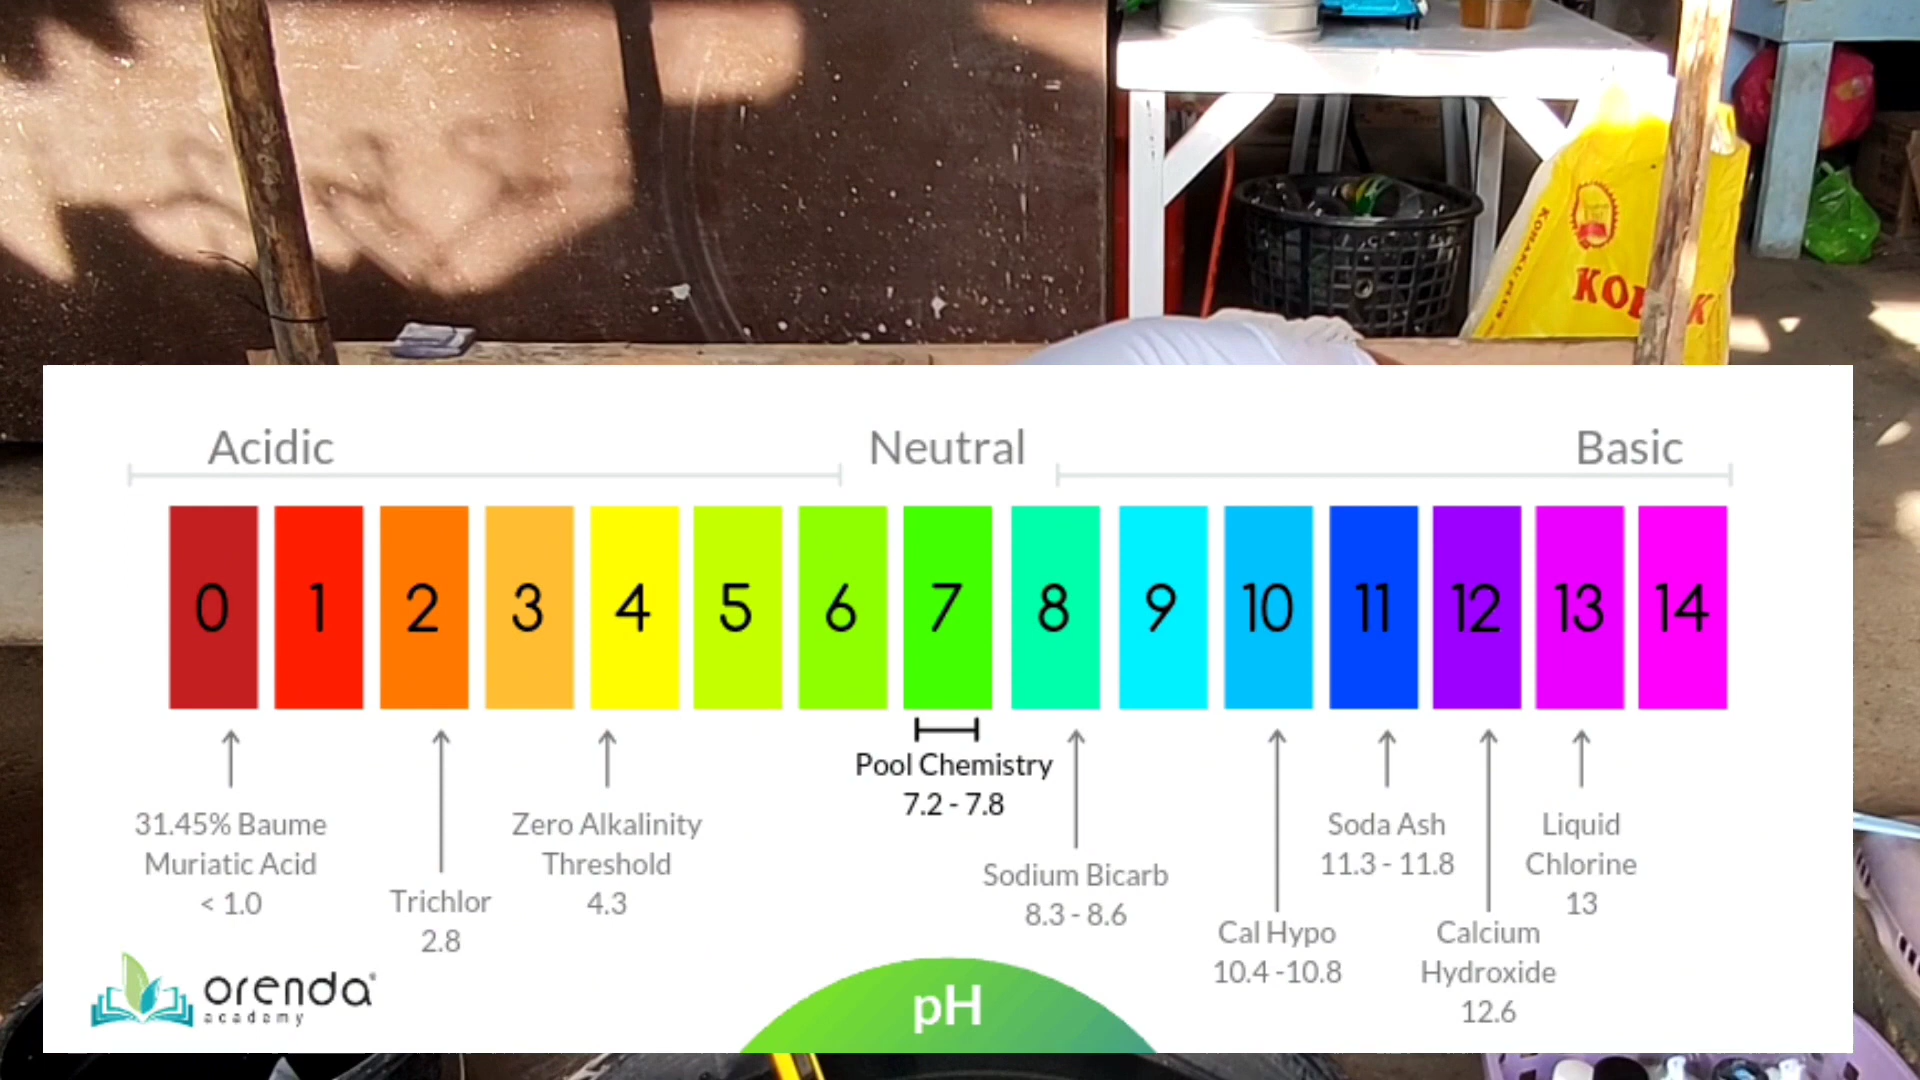 KO
K
Acidic
Neutral
Basic
0
1
2
3
4
5
6
7
8
9
10
11
12
13
14
Pool Chemistry
7.2 - 7.8
31.45% Baume
Muriatic Acid
< 1.0
Trichlor
2.8
Zero Alkalinity
Threshold
4.3
Sodium Bicarb
8.3 - 8.6
Cal Hypo
10.4 -10.8
Soda Ash
11.3 - 11.8
Calcium
Hydroxide
12.6
Liquid
Chlorine
13
orenda®
academy
pH